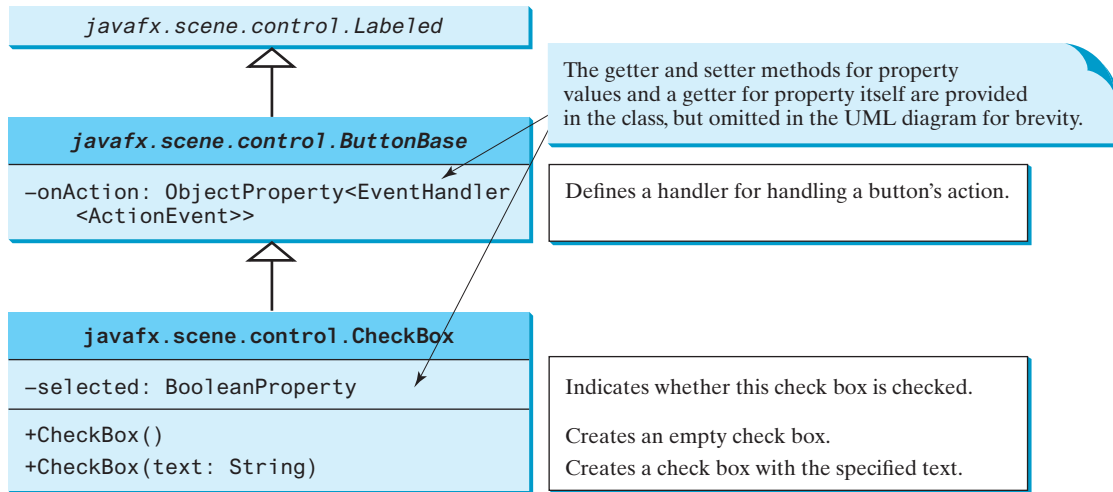 javafx.scene.control.Labeled
The getter and setter methods for property
values and a getter for property itself are provided
in the class, but omitted in the UML diagram for brevity.
javafx.scene.control.ButtonBase
–onAction: ObjectProperty<EventHandler
<ActionEvent>>
Defines a handler for handling a button's action.
javafx.scene.control.CheckBox
–selected: BooleanProperty
Indicates whether this check box is checked.
+CheckBox()
Creates an empty check box.
+CheckBox(text: String)
Creates a check box with the specified text.